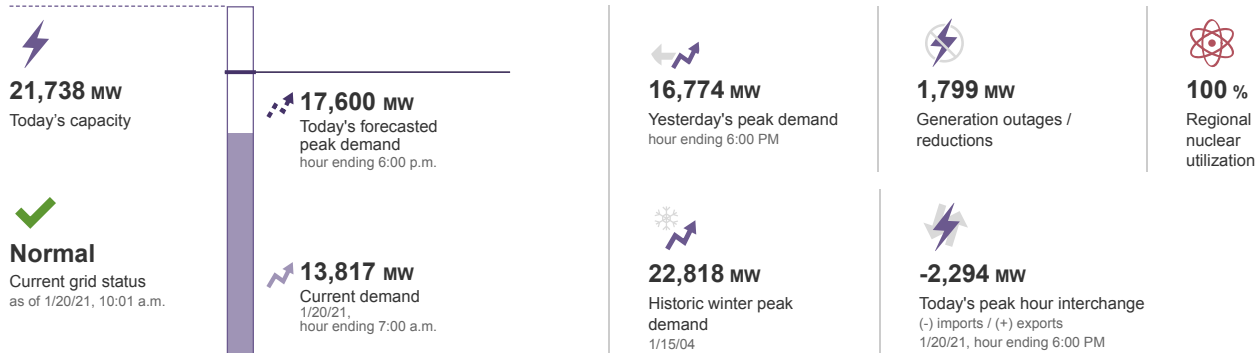 21,738 MW
Today's capacity
Normal
Current grid status
as of 1/20/21, 10:01 a.m.
17,600 MW
Today's forecasted
peak demand
hour ending 6:00 p.m.
13,817 MW
Current demand
1/20/21,
hour ending 7:00 a.m.
16,774 MW
Yesterday's peak demand
hour ending 6:00 PM
1,799 MW
Generation outages /
reductions
100 %
Regional
nuclear
utilization
22,818 MW
Historic winter peak
demand
1/15/04
-2,294 MW
Today's peak hour interchange
(-) imports / (+) exports
1/20/21, hour ending 6:00 PM